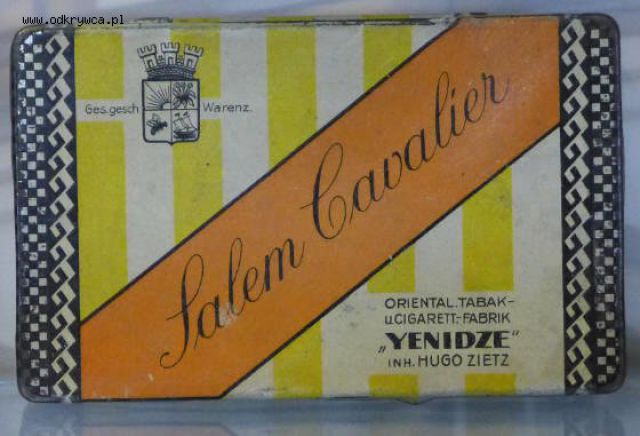 www.odkrywca.pl
Ges.gesch. Warenz.
Salem Cavalier
ORIENTAL.TABAK-
u.CIGARETT.-FABRIK
„YENIDZE“
INH. HUGO ZIETZ